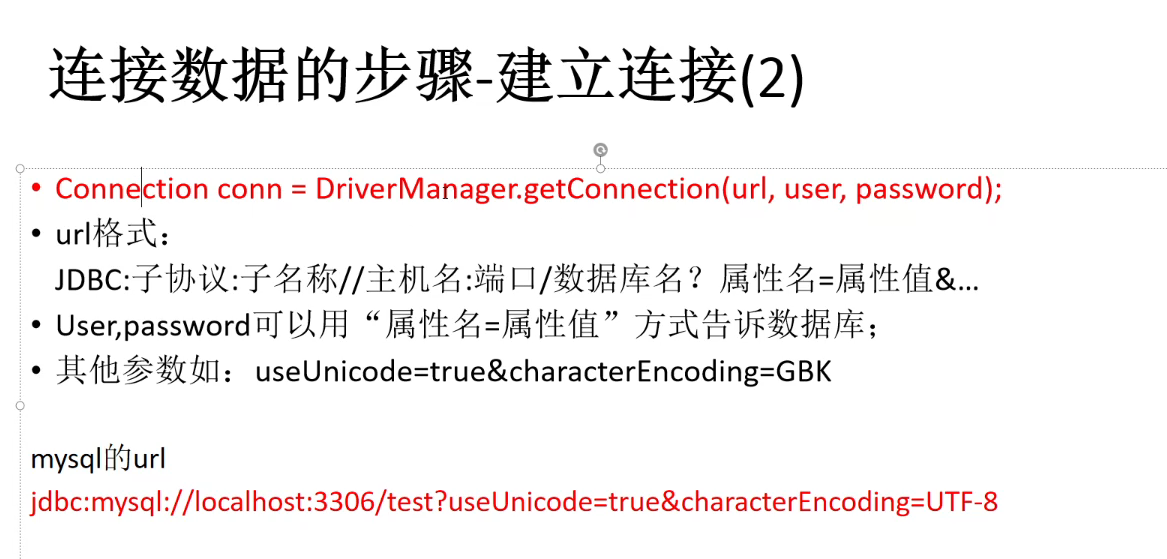 连接数据的步骤-建立连接(2)
• Connection conn = DriverManager.getConnection(url, user, password);
• url格式：
JDBC:子协议:子名称//主机名:端口/数据库名？属性名=属性值&…
• User,password可以用“属性名=属性值”方式告诉数据库；
• 其他参数如：useUnicode=true&characterEncoding=GBK
mysql的url
jdbc:mysql://localhost:3306/test?useUnicode=true&characterEncoding=UTF-8